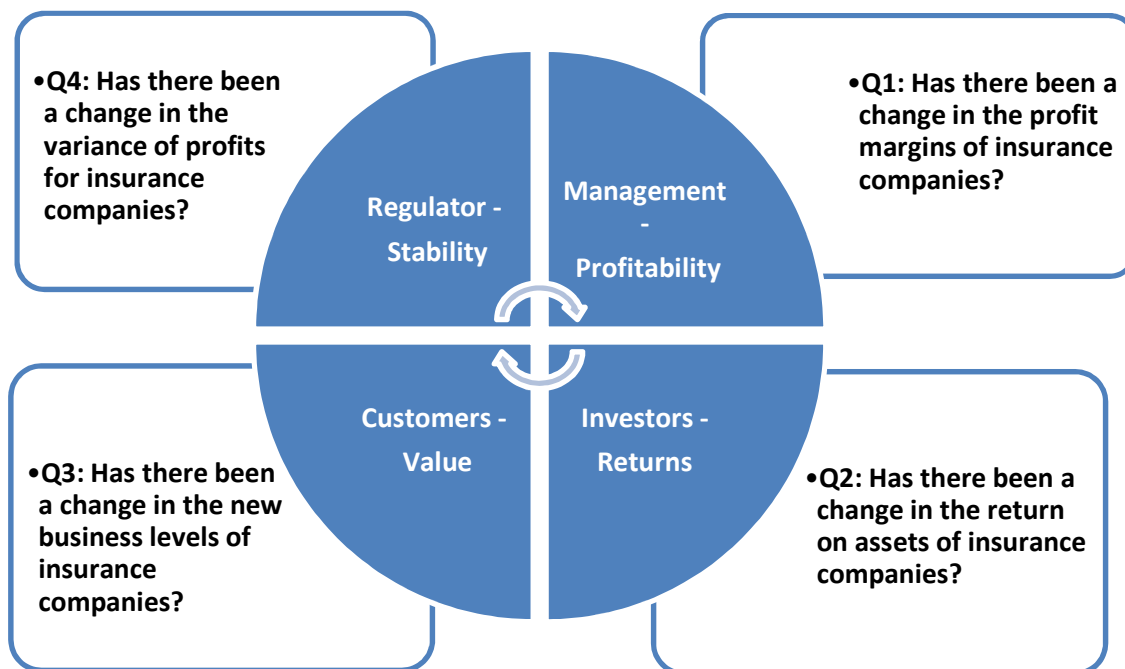 •Q4: Has there been
a change in the
variance of profits
for insurance
companies?
•Q1: Has there been a
change in the profit
margins of insurance
companies?
Regulator -
Stability
Management
-
Profitability
Customers -
Value
Investors -
Returns
•Q3: Has there been
a change in the new
business levels of
insurance
companies?
•Q2: Has there been a
change in the return
on assets of insurance
companies?